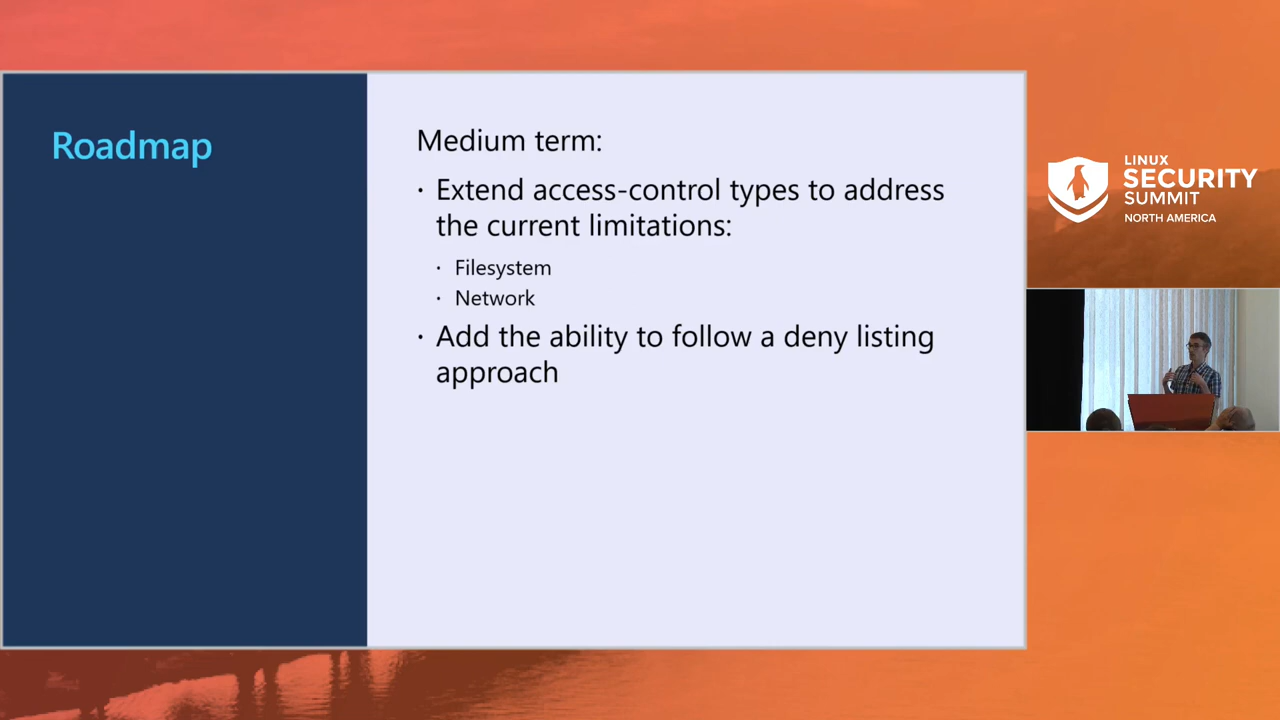 Roadmap
Medium term:
· Extend access-control types to address
the current limitations:
· Filesystem
· Network
· Add the ability to follow a deny listing
approach
LINUX
SECURITY
SUMMIT
NORTH AMERICA